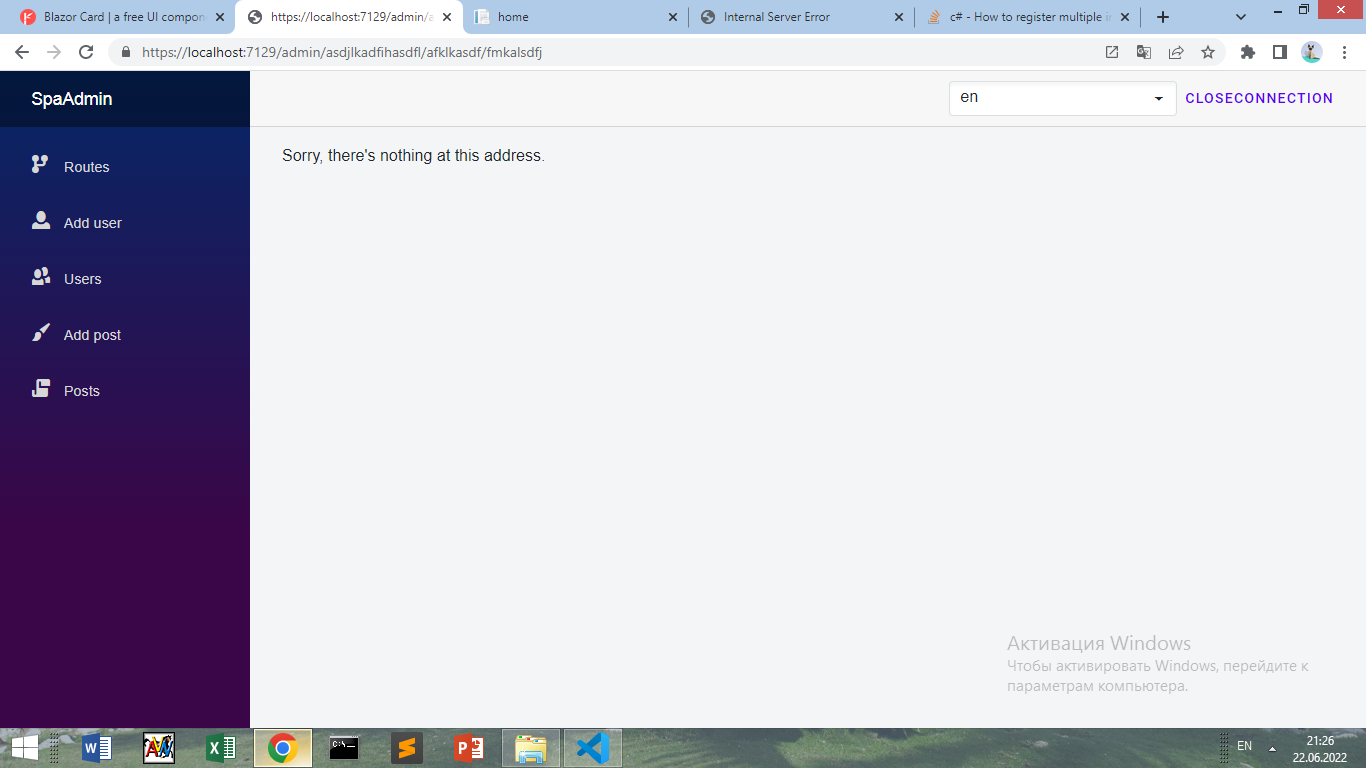 Blazor Card | a free UI compon
https://localhost:7129/admin/a
home
Internal Server Error
c# - How to register multiple in
https://localhost:7129/admin/asdjlkadfihasdfl/afklkasdf/fmkalsdfj
SpaAdmin
en
CLOSECONNECTION
Routes
Add user
Users
Add post
Posts
Sorry, there's nothing at this address.
Активация Windows
Чтобы активировать Windows, перейдите к
параметрам компьютера.
EN
21:26
22.06.2022